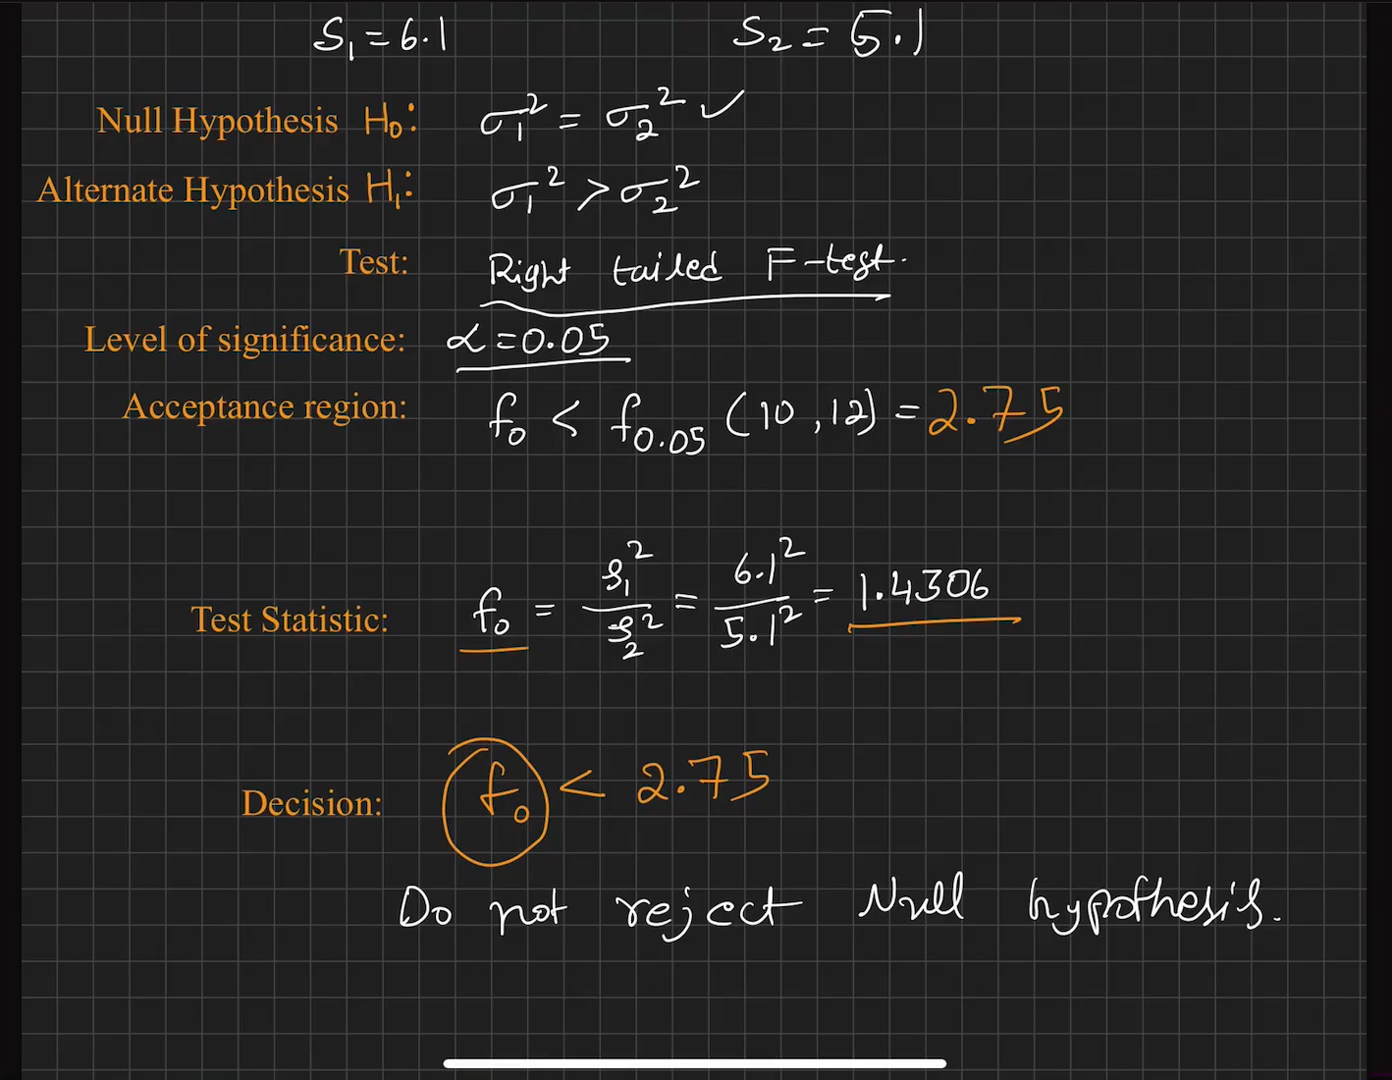 S₁ = 6.1 S₂ = 5.1
Null Hypothesis H₀: σ₁² = σ₂² ✓
Alternate Hypothesis H₁: σ₁² > σ₂²
Test: Right tailed F-test.
Level of significance: α = 0.05
Acceptance region: f₀ < f₀.₀₅ (10, 12) = 2.75
Test Statistic: f₀ = s₁²/s₂² = 6.1²/5.1² = 1.4306
Decision: f₀ < 2.75
Do not reject Null hypothesis.